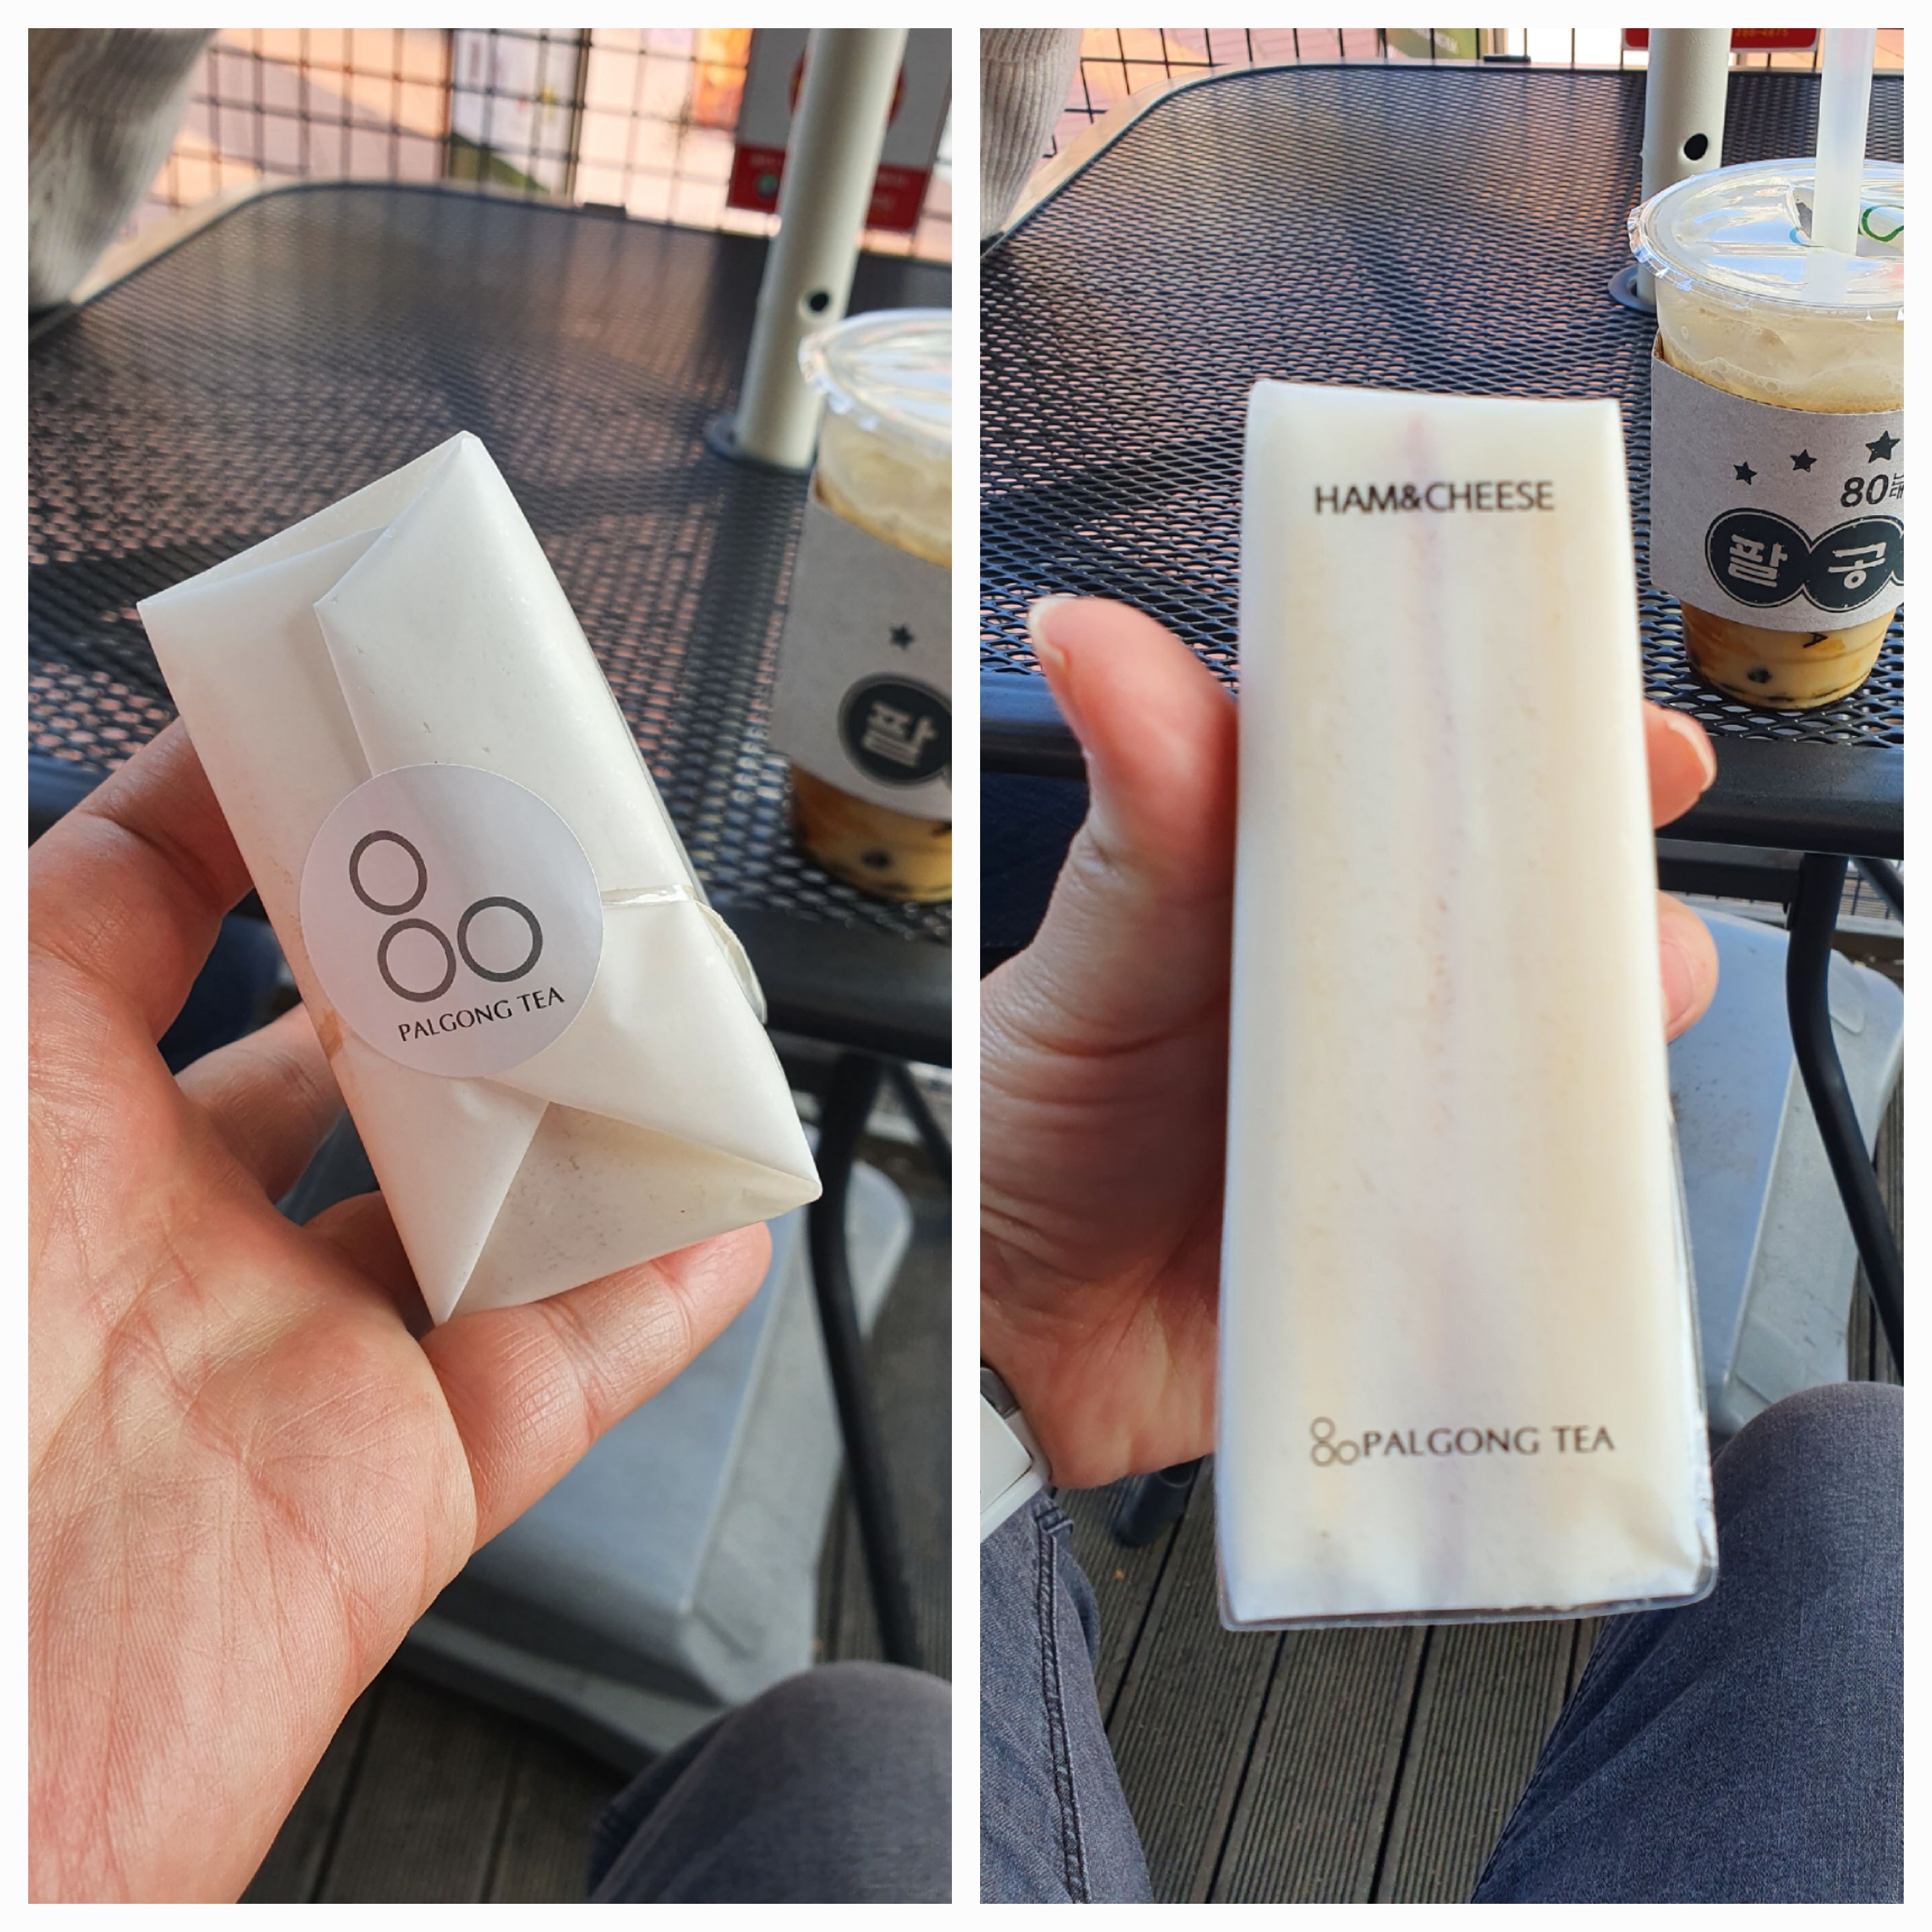 PALGONG TEA
팔
HAM&CHEESE
PALGONG TEA
80
팔공